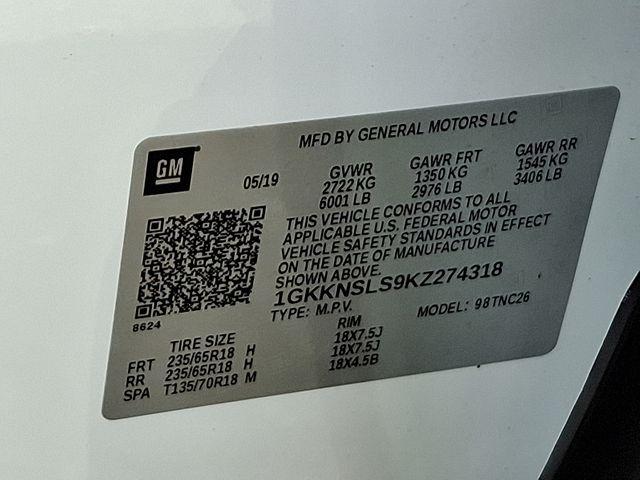 MFD BY GENERAL MOTORS LLC
GM
05/19
GVWR
2722 KG
6001 LB
GAWR FRT
1350 KG
2976 LB
GAWR RR
1545 KG
3406 LB
THIS VEHICLE CONFORMS TO ALL
APPLICABLE U.S. FEDERAL MOTOR
VEHICLE SAFETY STANDARDS IN EFFECT
ON THE DATE OF MANUFACTURE
SHOWN ABOVE.
1GKKNSLS9KZ274318
TYPE: M.P.V.
MODEL: 98TNC26
8624
TIRE SIZE RIM
FRT 235/65R18 H 18X7.5J
RR 235/65R18 H 18X7.5J
SPA T135/70R18 M 18X4.5B